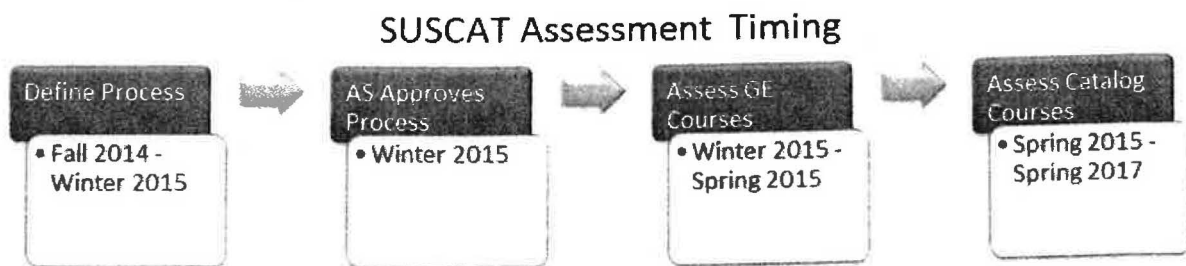 SUSCAT Assessment Timing
Define Process
• Fall 2014 -
Winter 2015
AS Approves
Process
• Winter 2015
Assess GE
Courses
• Winter 2015 -
Spring 2015
Assess Catalog
Courses
• Spring 2015 -
Spring 2017